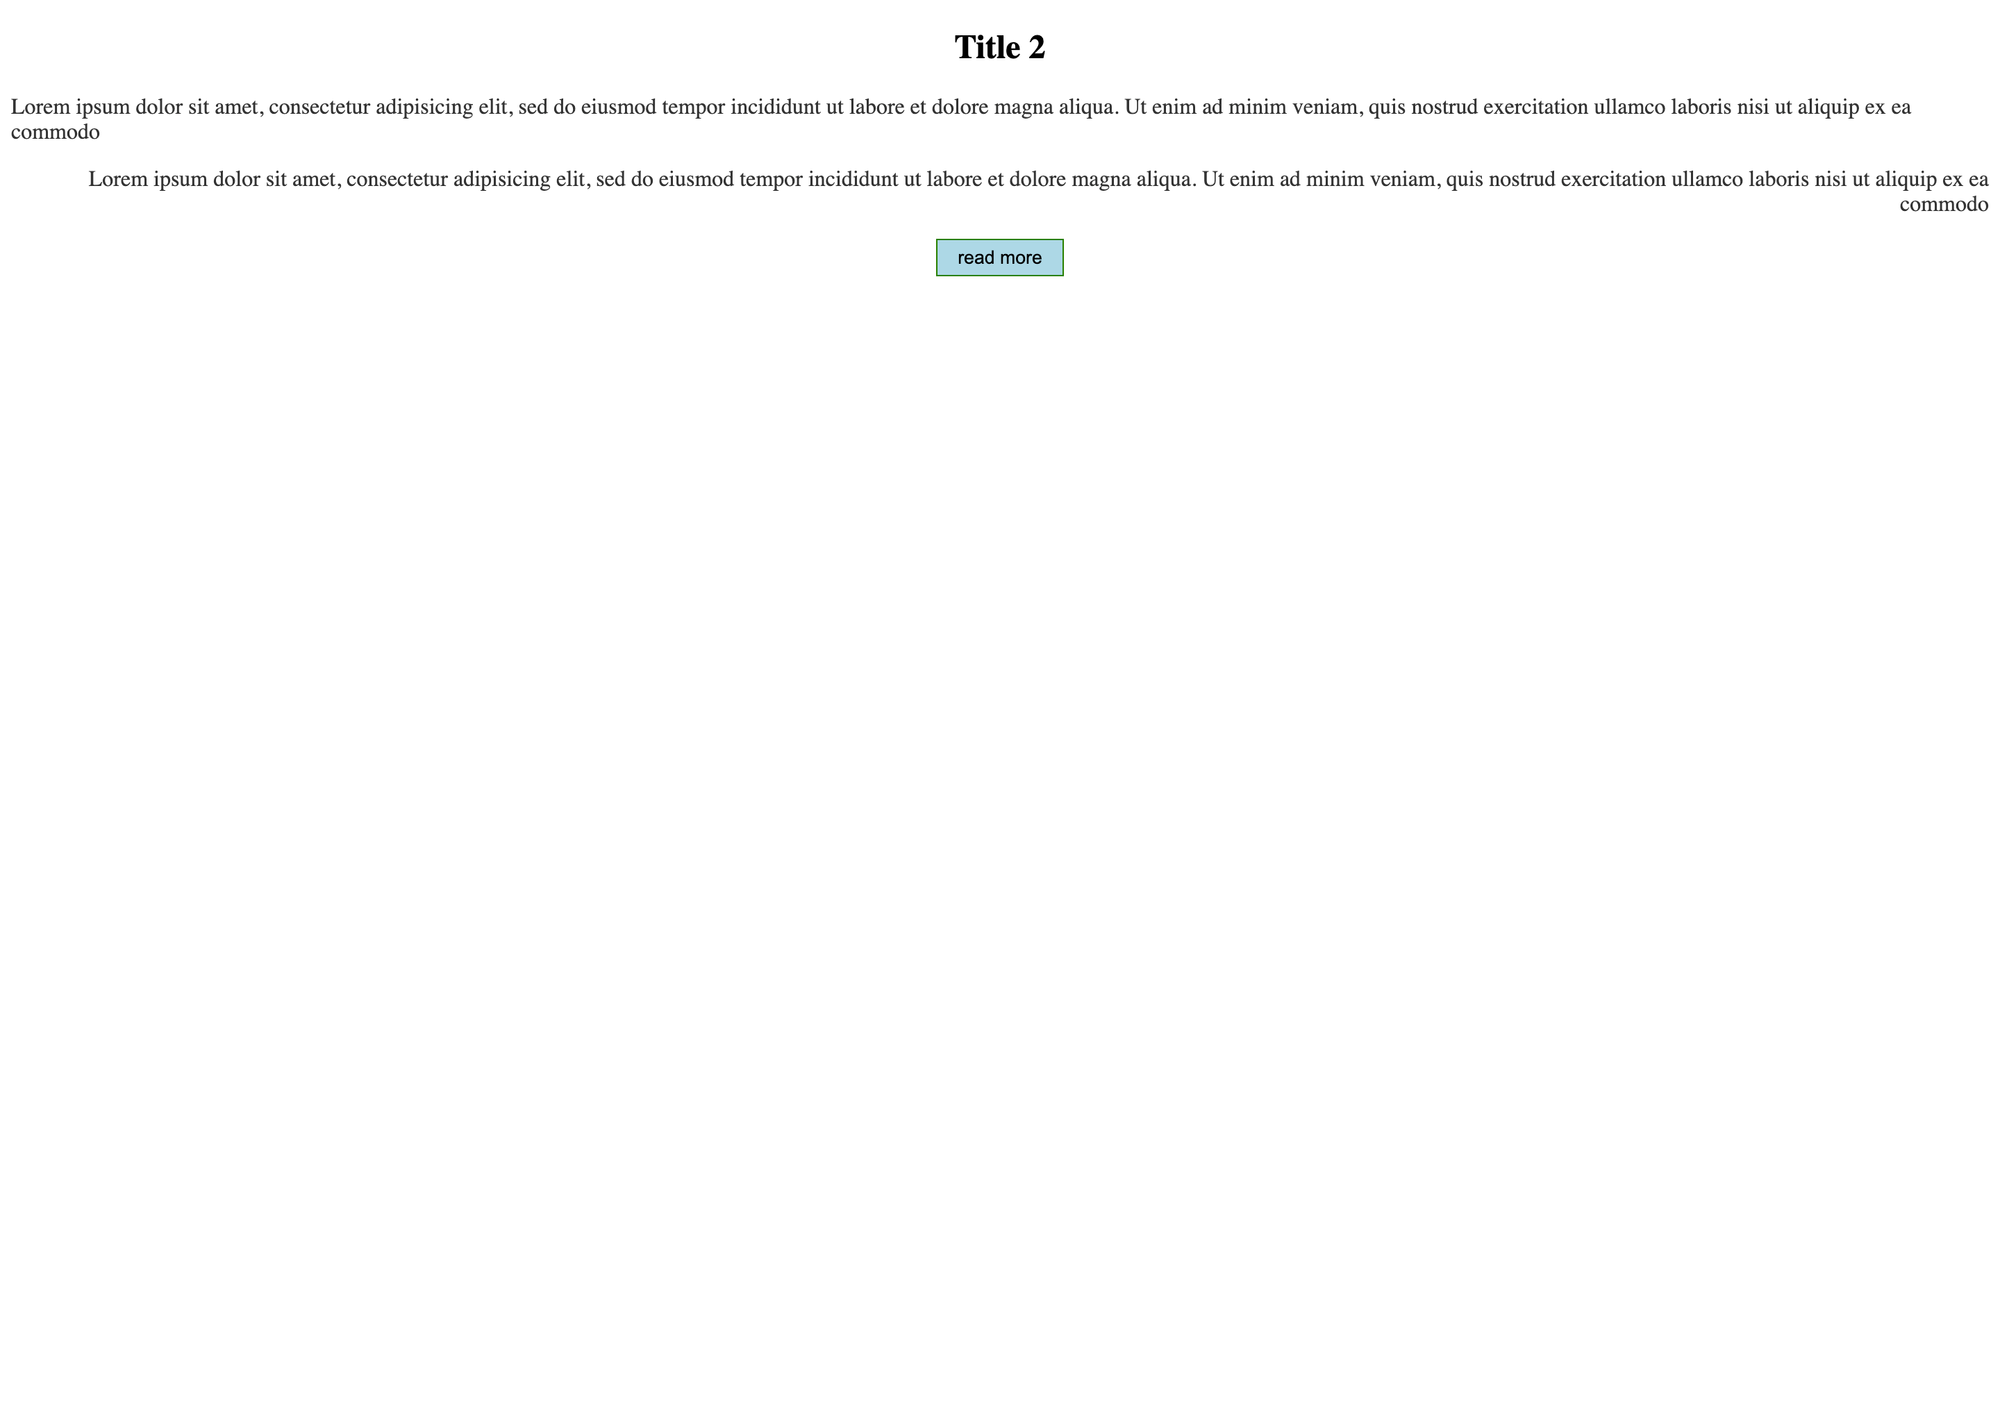 Title 2
Lorem ipsum dolor sit amet, consectetur adipisicing elit, sed do eiusmod tempor incididunt ut labore et dolore magna aliqua. Ut enim ad minim veniam, quis nostrud exercitation ullamco laboris nisi ut aliquip ex ea
commodo
Lorem ipsum dolor sit amet, consectetur adipisicing elit, sed do eiusmod tempor incididunt ut labore et dolore magna aliqua. Ut enim ad minim veniam, quis nostrud exercitation ullamco laboris nisi ut aliquip ex ea
commodo
read more